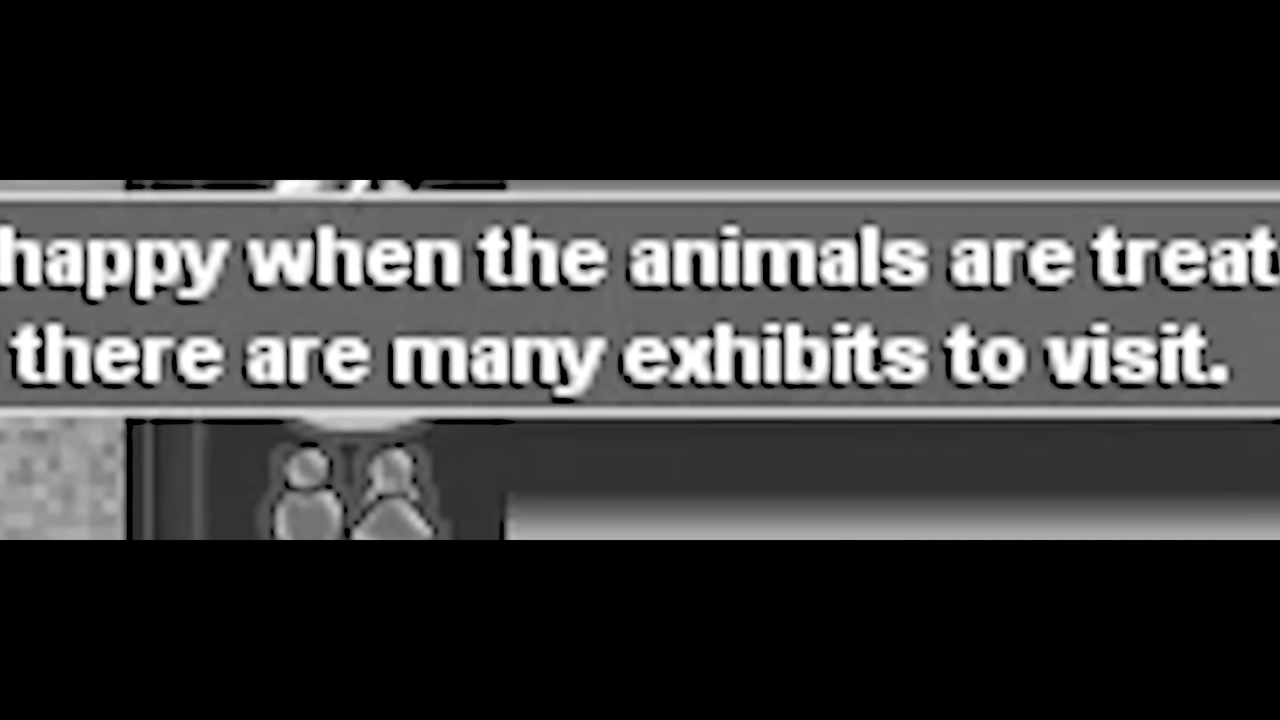 happy when the animals are treat
there are many exhibits to visit.